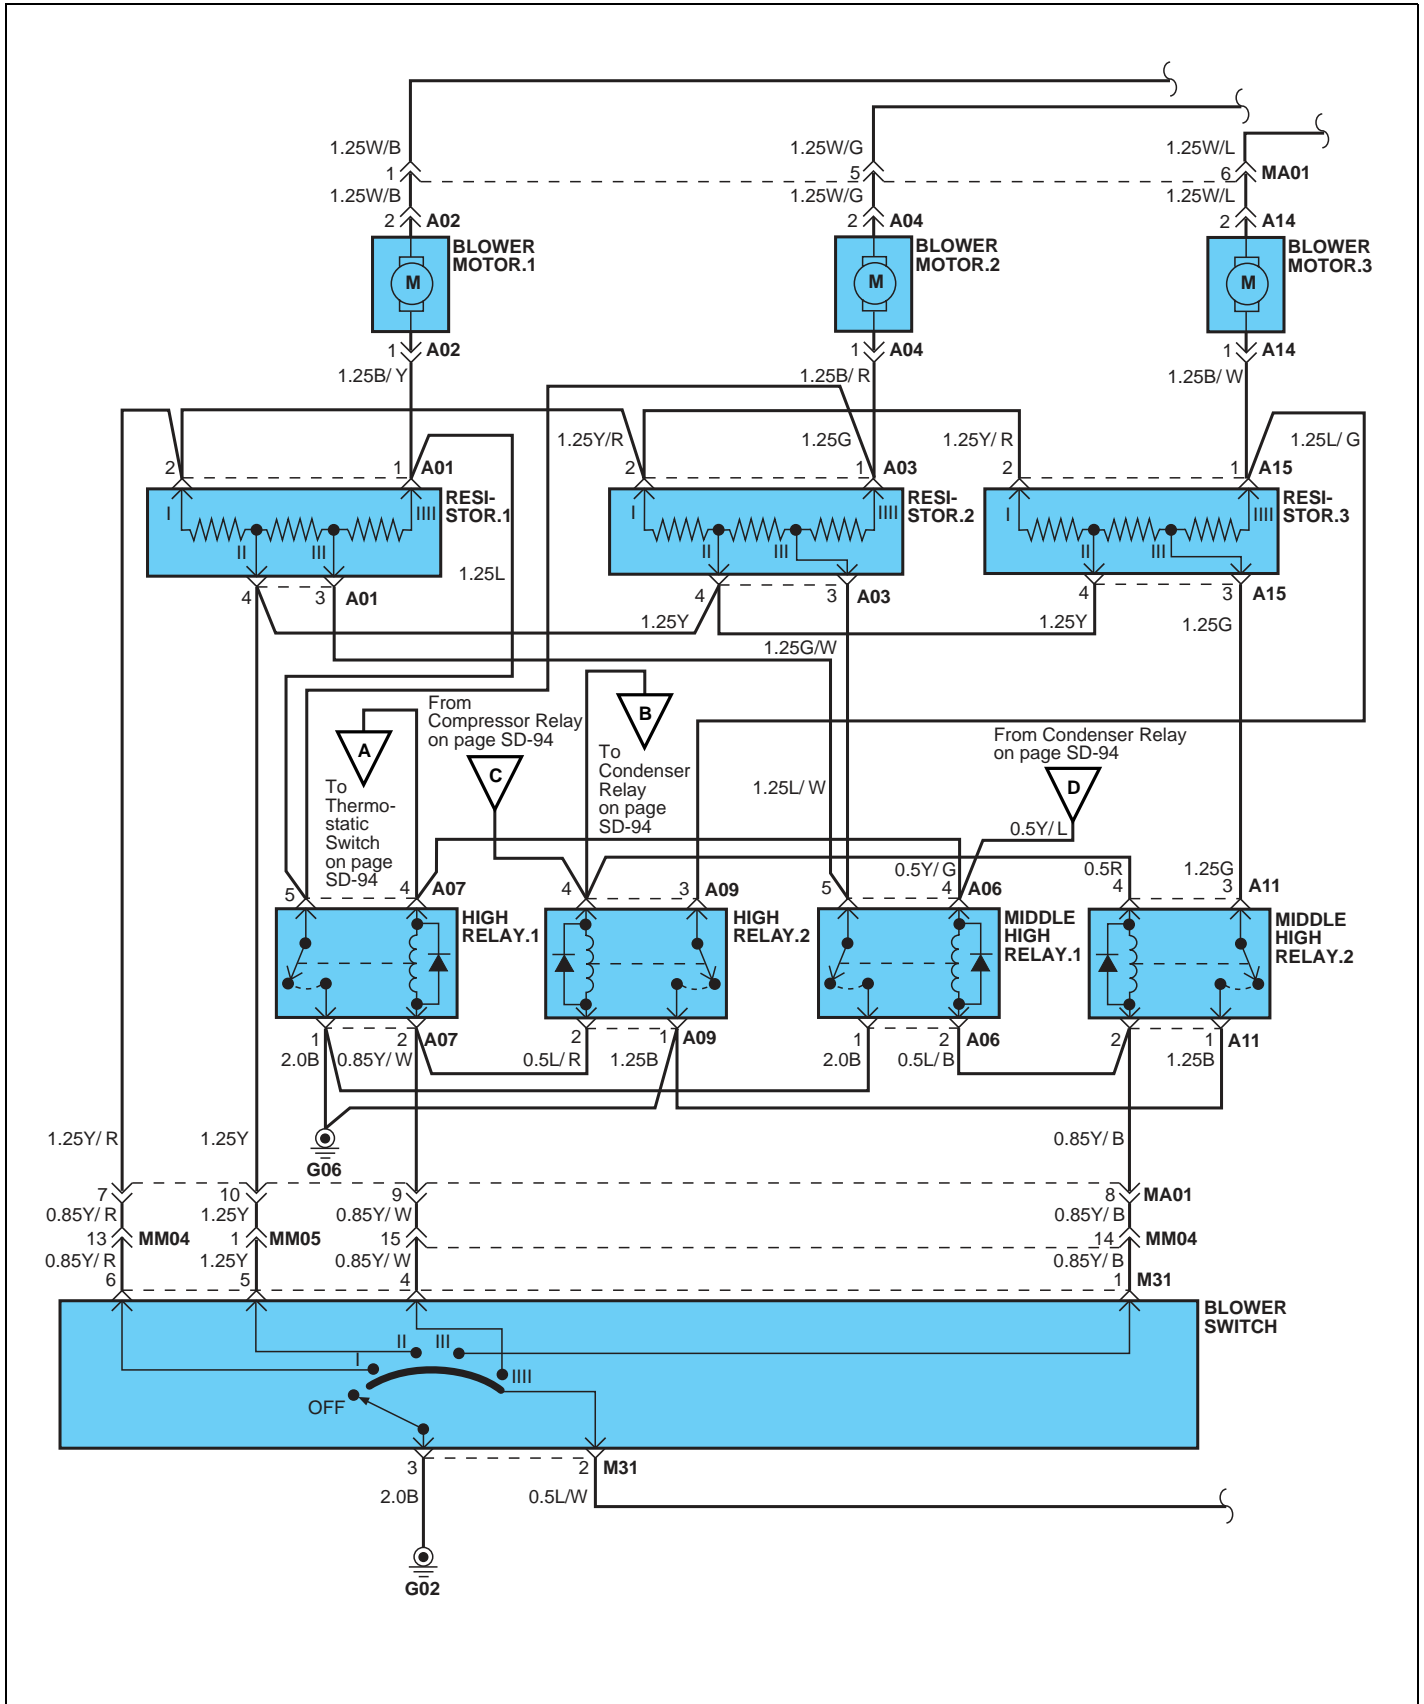 1.25W/B 1.25W/G 1.25W/L
1 5 6 MA01
1.25W/B 1.25W/G 1.25W/L
2 A02 2 A04 2 A14
BLOWER
MOTOR.1
BLOWER
MOTOR.2
BLOWER
MOTOR.3
M M M
1 A02 1 A04 1 A14
1.25B/ Y 1.25B/ R 1.25B/ W
1.25Y/R 1.25G 1.25Y/ R 1.25L/ G
2 1 A01 2 1 A03 2 1 A15
RESI-
STOR.1
RESI-
STOR.2
RESI-
STOR.3
I IIII I IIII I IIII
II III II III II III
1.25L
4 3 A01 4 3 A03 4 3 A15
1.25Y 1.25Y 1.25G
1.25G/W
From
Compressor Relay
on page SD-94
A B C D
To
Thermo-
static
Switch
on page
SD-94
To
Condenser
Relay
on page
SD-94
From Condenser Relay
on page SD-94
1.25L/ W
0.5Y/ L
0.5Y/ G 0.5R 1.25G
5 4 A07 4 3 A09 5 4 A06 4 3 A11
HIGH
RELAY.1
HIGH
RELAY.2
MIDDLE
HIGH
RELAY.1
MIDDLE
HIGH
RELAY.2
1 2 A07 2 1 A09 1 2 A06 2 1 A11
2.0B 0.85Y/ W 0.5L/ R 1.25B 2.0B 0.5L/ B 1.25B
1.25Y/ R 1.25Y 0.85Y/ B
G06
7 10 9 8 MA01
0.85Y/ R 1.25Y 0.85Y/ W 0.85Y/ B
13 MM04 1 MM05 15 14 MM04
0.85Y/ R 1.25Y 0.85Y/ W 0.85Y/ B
6 5 4 1 M31
BLOWER
SWITCH
I II III IIII
OFF
3 2 M31
2.0B 0.5L/W
G02